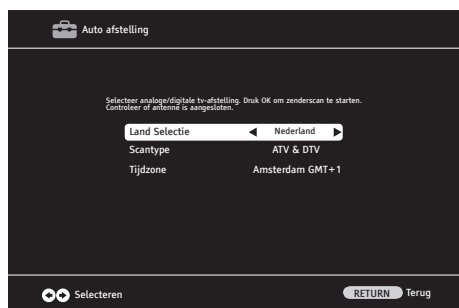 Auto afstelling
Selecteer analoge/digitale tv-afstelling. Druk OK om zenderscan te starten.
Controleer of antenne is aangesloten.
Land Selectie ◀ Nederland ▶
Scantype ATV & DTV
Tijdzone Amsterdam GMT+1
Selecteren RETURN Terug